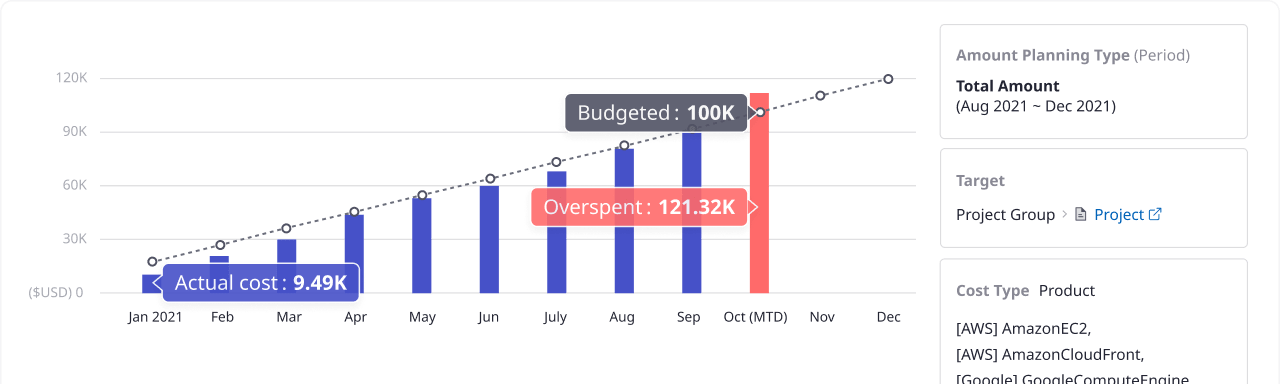 120K
90K
60K
30K
($USD) 0
Budgeted : 100K
Overspent : 121.32K
Actual cost : 9.49K
Jan 2021 Feb Mar Apr May Jun July Aug Sep Oct (MTD) Nov Dec
Amount Planning Type (Period)
Total Amount
(Aug 2021 ~ Dec 2021)
Target
Project Group > Project
Cost Type Product
[AWS] AmazonEC2,
[AWS] AmazonCloudFront,
[Google] GoogleComputeEngine